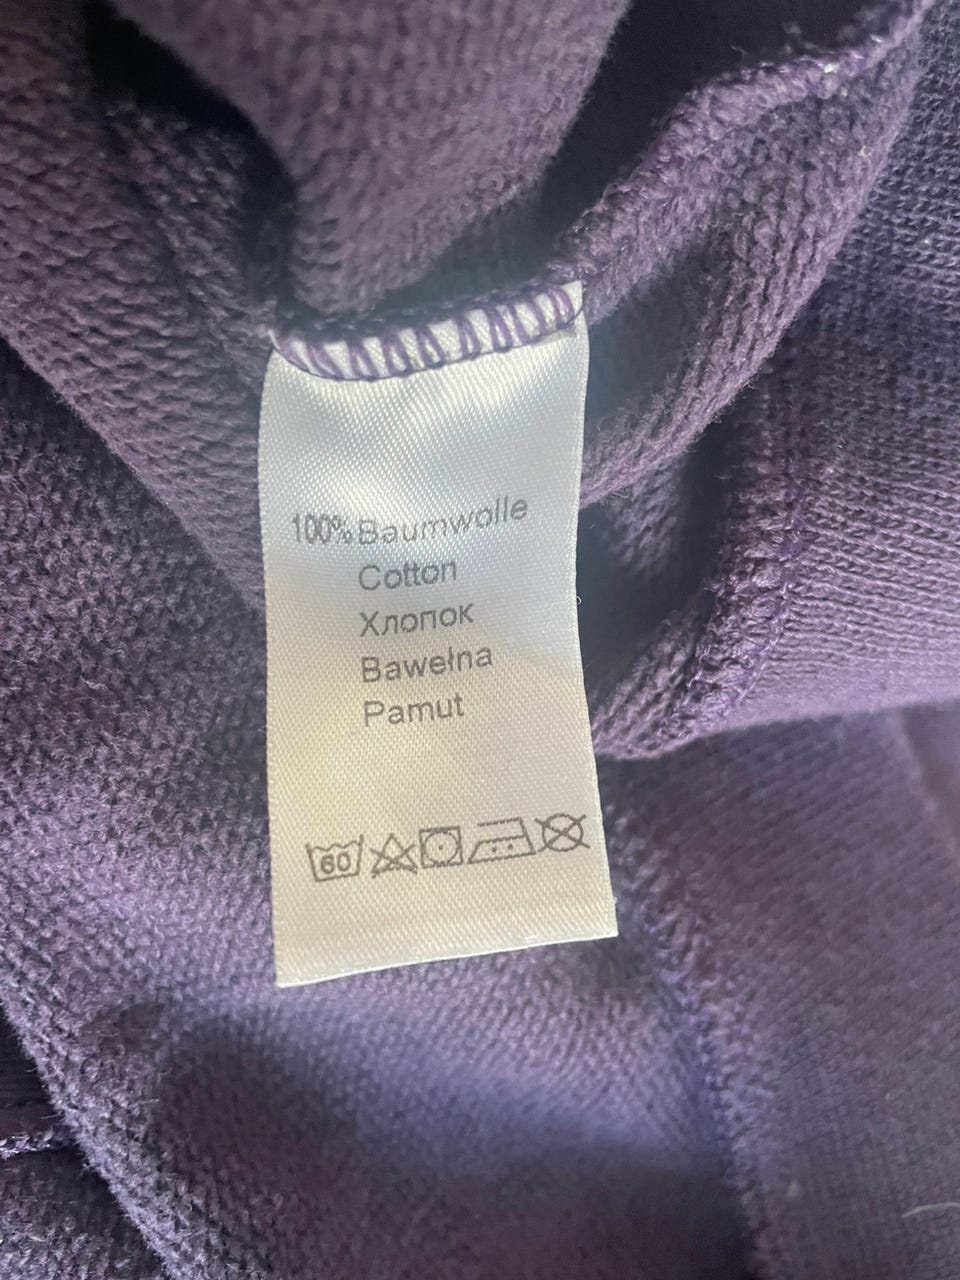 100% Baumwolle
Cotton
Хлопок
Bawełna
Pamut
60